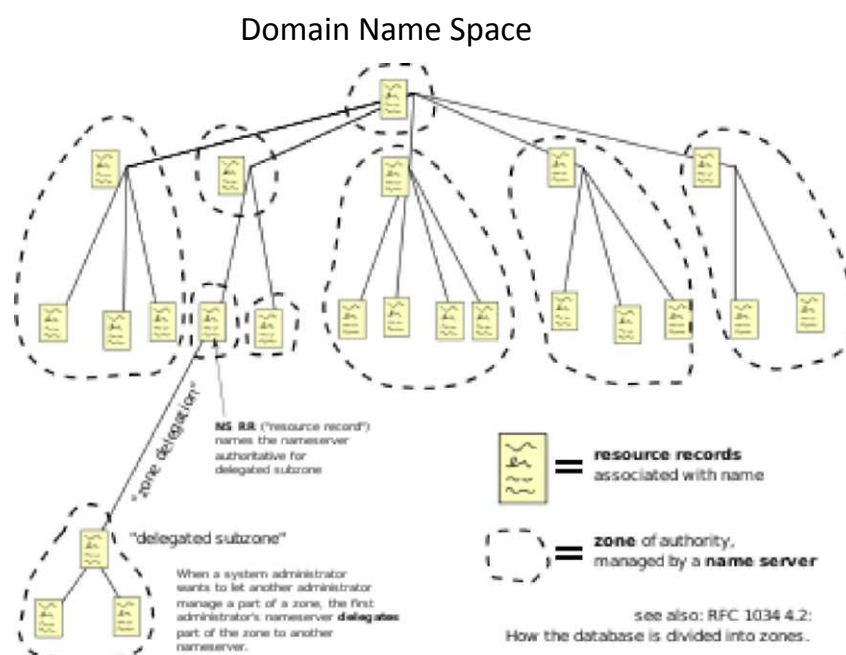 Domain Name Space
NS RR ("resource record")
names the nameserver
authoritative for
delegated subzone
"zone delegation"
resource records
associated with name
"delegated subzone"
zone of authority,
managed by a name server
When a system administrator
wants to let another administrator
manage a part of a zone, the first
administrator's nameserver delegates
part of the zone to another
nameserver.
see also: RFC 1034 4.2:
How the database is divided into zones.